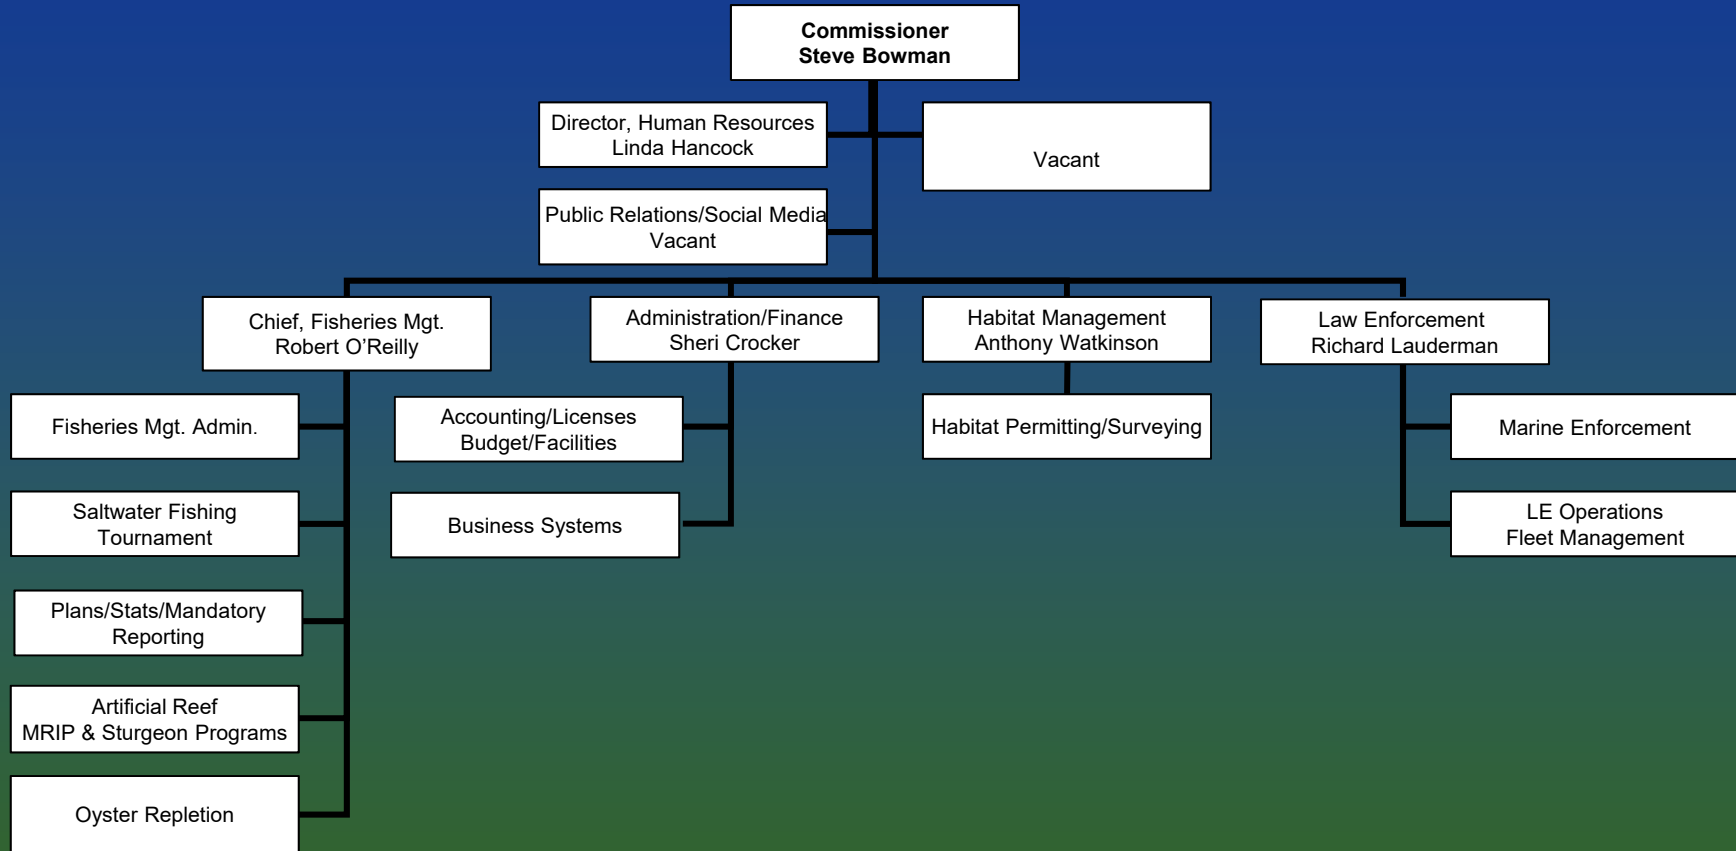 Commissioner
Steve Bowman
Director, Human Resources
Linda Hancock
Vacant
Public Relations/Social Media
Vacant
Chief, Fisheries Mgt.
Robert O’Reilly
Administration/Finance
Sheri Crocker
Habitat Management
Anthony Watkinson
Law Enforcement
Richard Lauderman
Fisheries Mgt. Admin.
Accounting/Licenses
Budget/Facilities
Habitat Permitting/Surveying
Marine Enforcement
Saltwater Fishing
Tournament
Business Systems
LE Operations
Fleet Management
Plans/Stats/Mandatory
Reporting
Artificial Reef
MRIP & Sturgeon Programs
Oyster Repletion